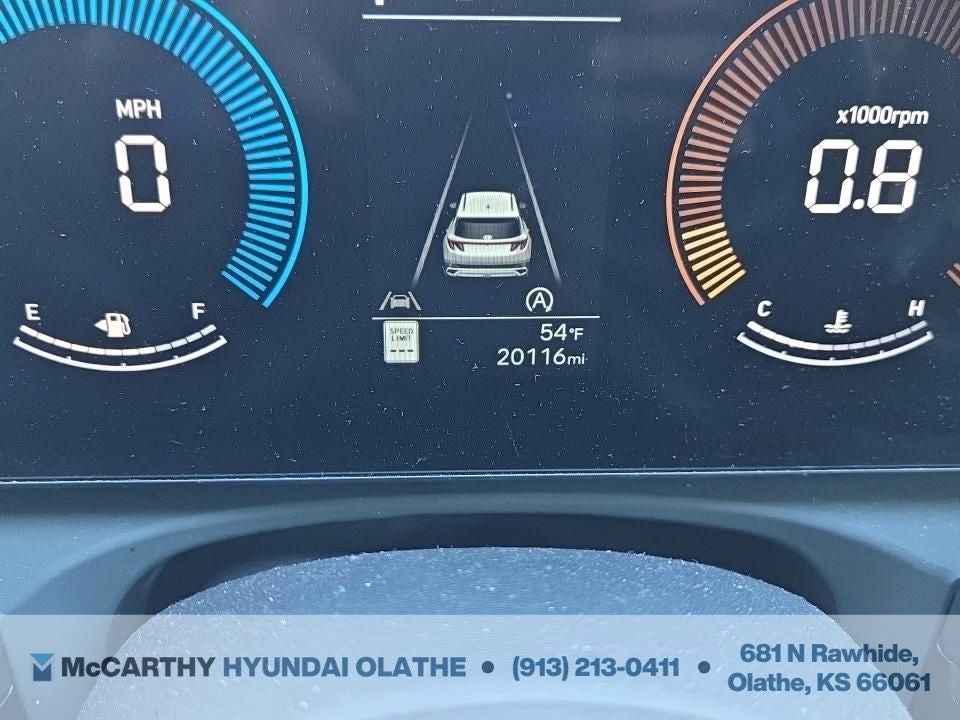 MPH
0
x1000rpm
0.8
E
F
C
H
A
SPEED
LIMIT
---
54°F
20116mi
McCARTHY HYUNDAI OLATHE • (913) 213-0411 • 681 N Rawhide,
Olathe, KS 66061